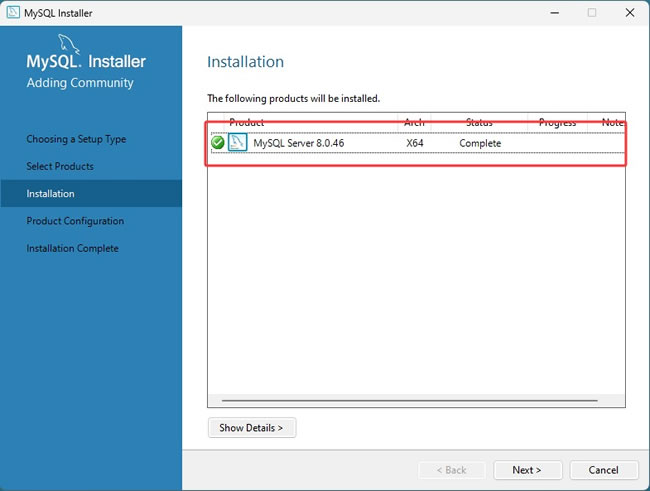 MySQL Installer
MySQL. Installer
Adding Community
Choosing a Setup Type
Select Products
Installation
Product Configuration
Installation Complete
Installation
The following products will be installed.
Product Arch Status Progress Note
MySQL Server 8.0.46 X64 Complete
Show Details >
< Back Next > Cancel